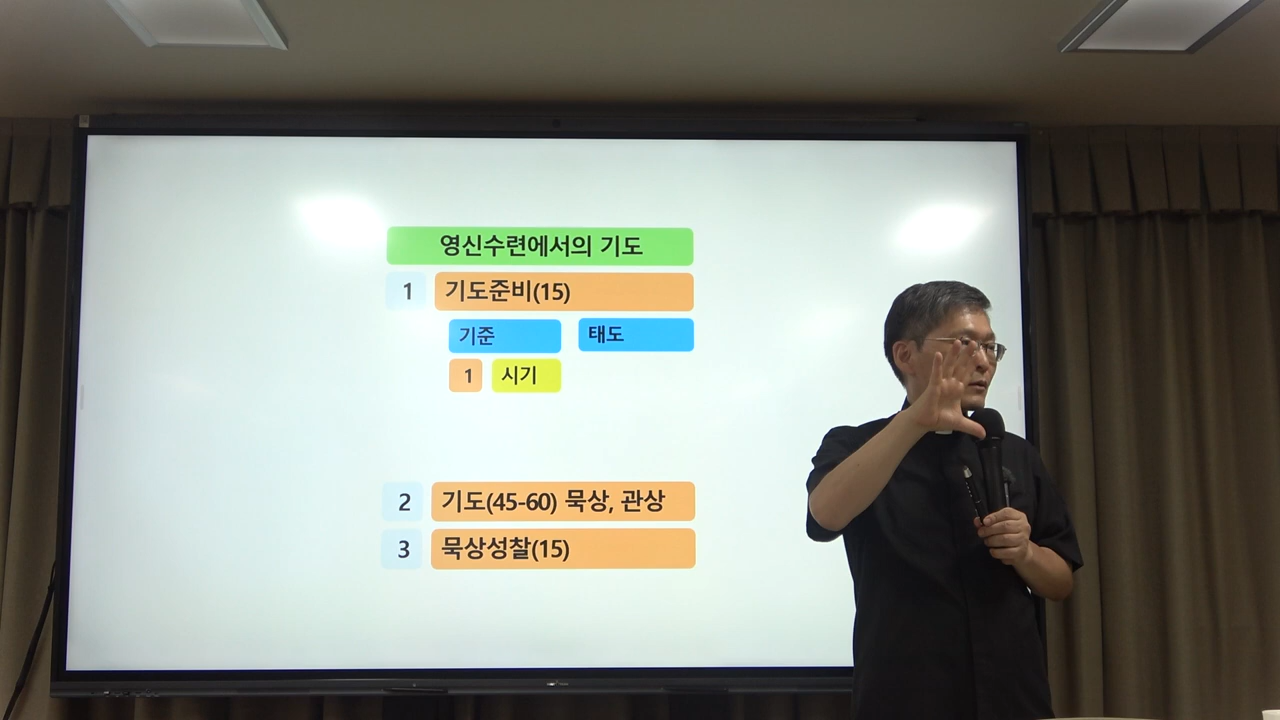 영신수련에서의 기도
1 기도준비(15)
기준 태도
1 시기
2 기도(45-60) 묵상, 관상
3 묵상성찰(15)